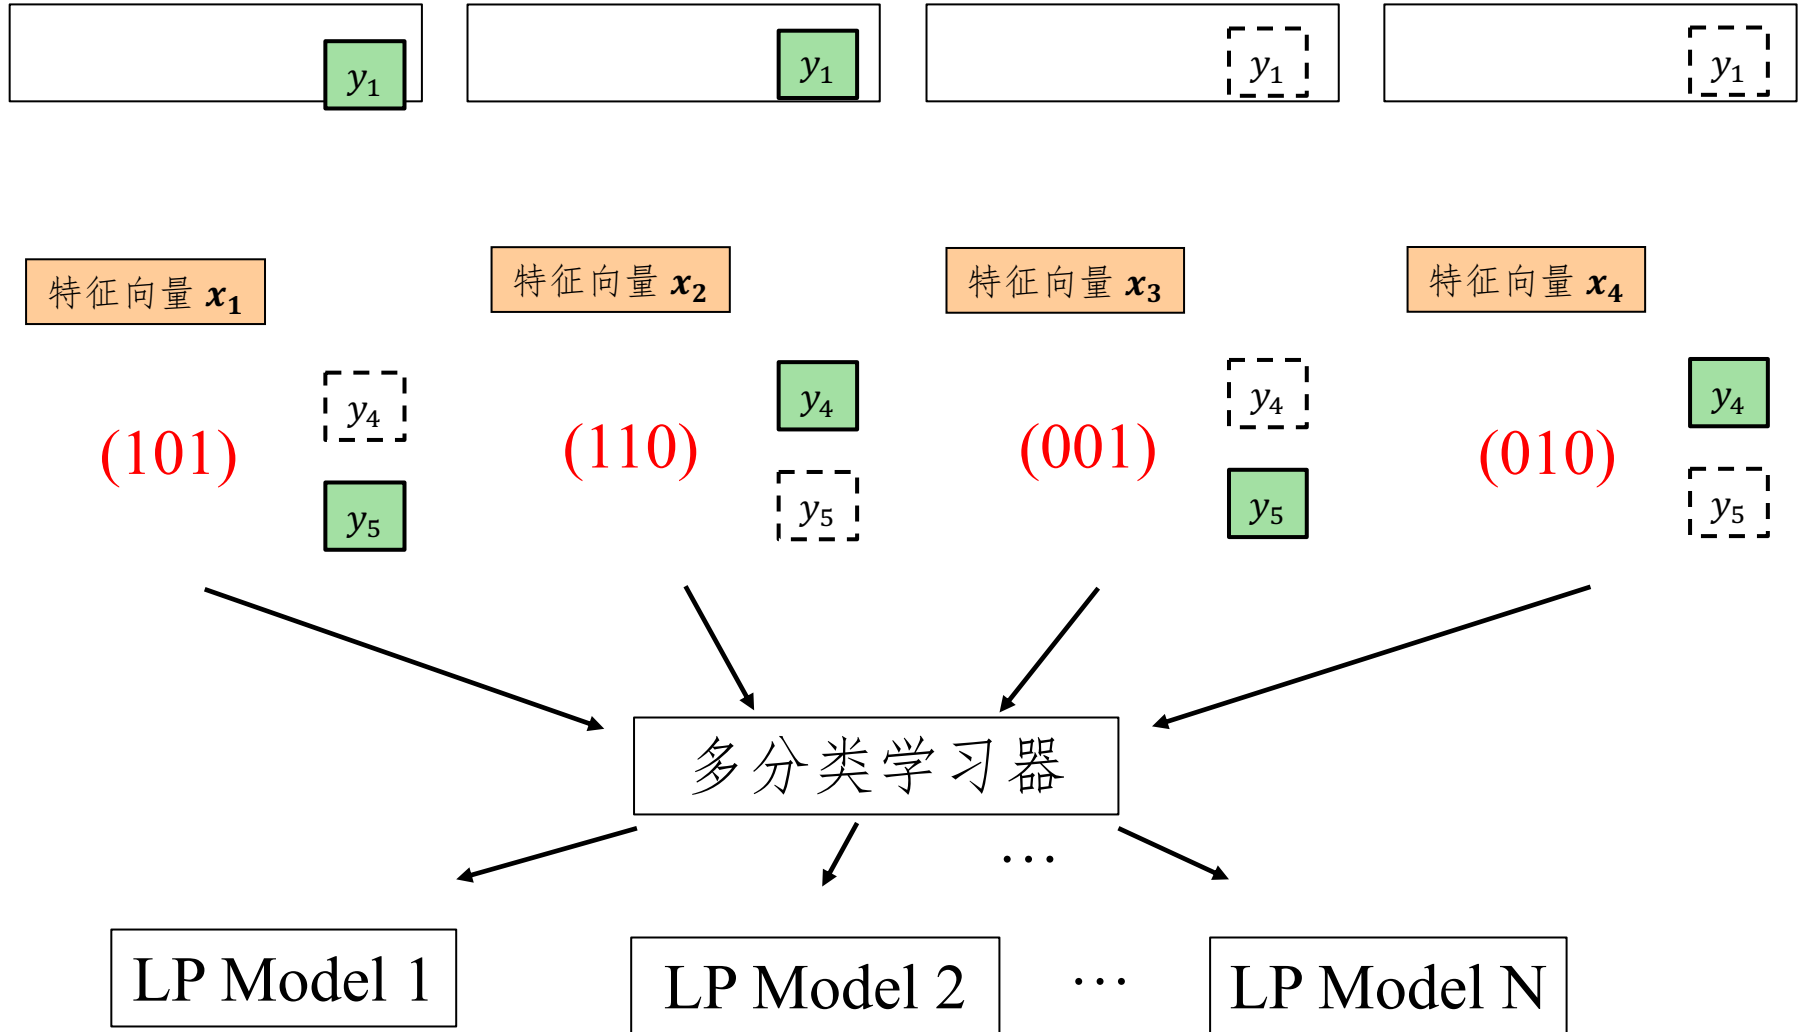 y₁ y₁ y₁ y₁
特征向量 x₁ 特征向量 x₂ 特征向量 x₃ 特征向量 x₄
y₄ y₄ y₄ y₄
(101) (110) (001) (010)
y₅ y₅ y₅ y₅
多分类学习器
…
LP Model 1 LP Model 2 … LP Model N